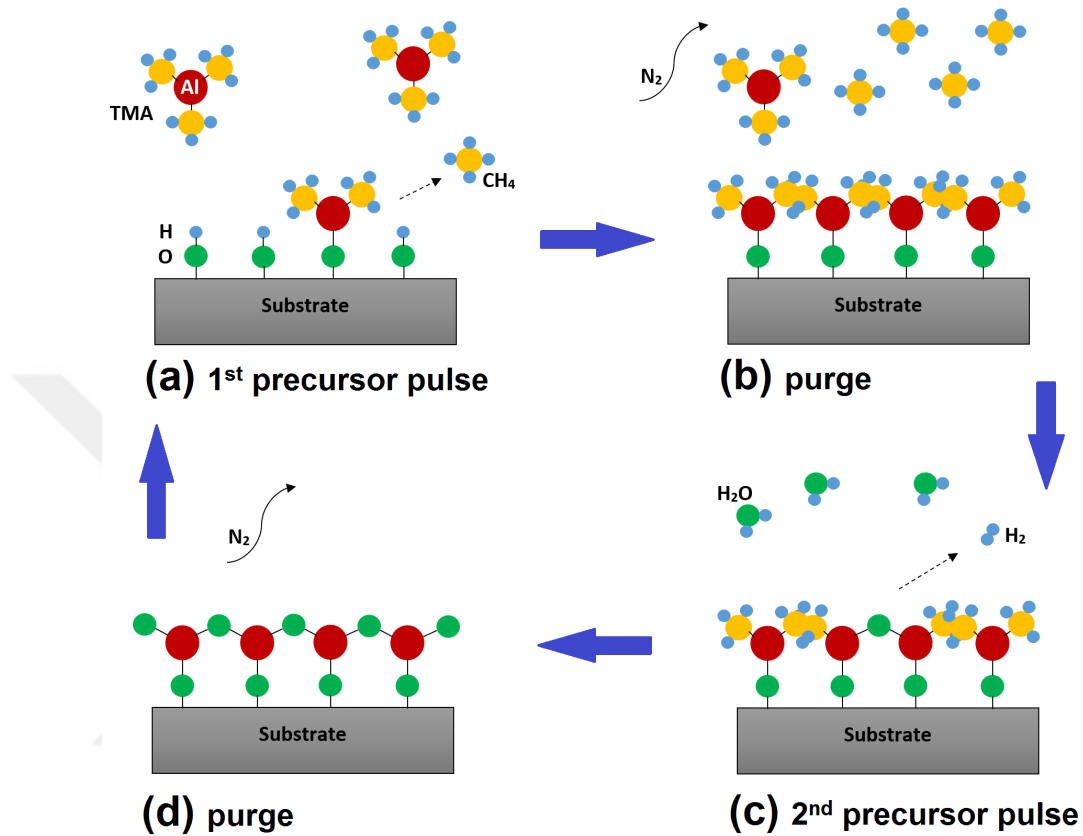 Al
TMA
CH₄
H
O
Substrate
(a) 1st precursor pulse
N₂
Substrate
(b) purge
H₂O
H₂
Substrate
(c) 2nd precursor pulse
N₂
Substrate
(d) purge